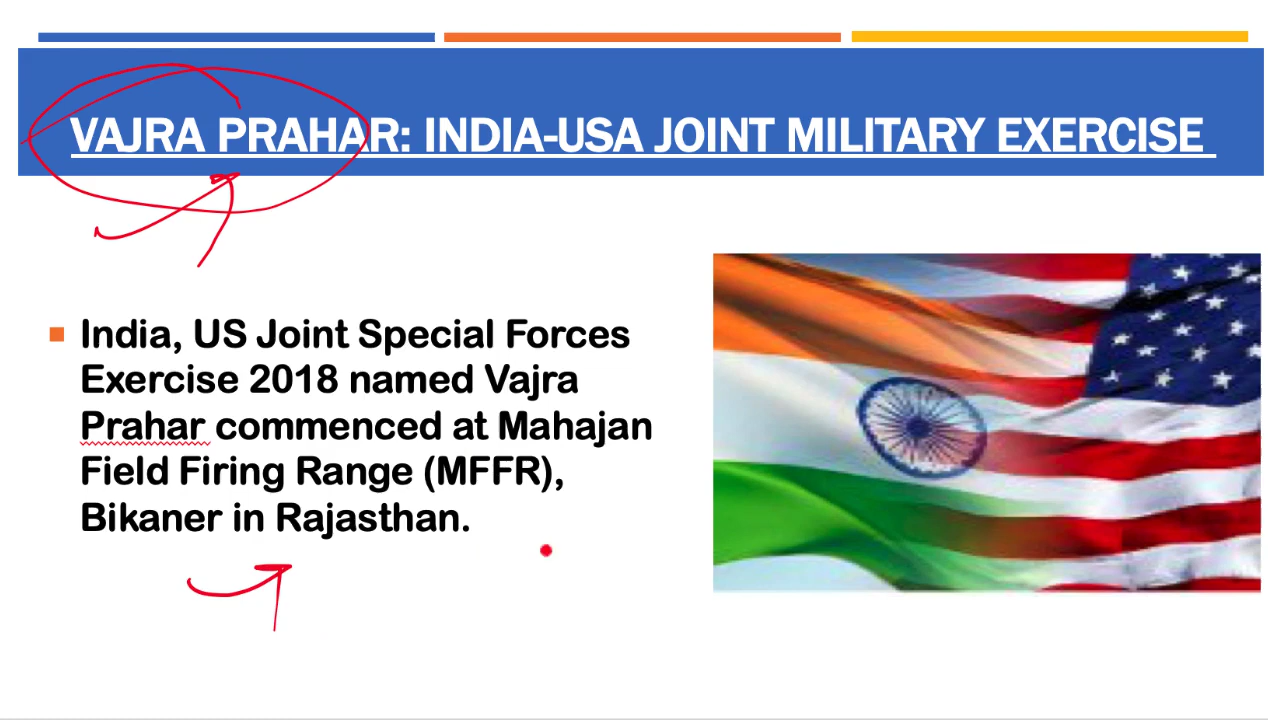 VAJRA PRAHAR: INDIA-USA JOINT MILITARY EXERCISE
India, US Joint Special Forces
Exercise 2018 named Vajra
Prahar commenced at Mahajan
Field Firing Range (MFFR),
Bikaner in Rajasthan.